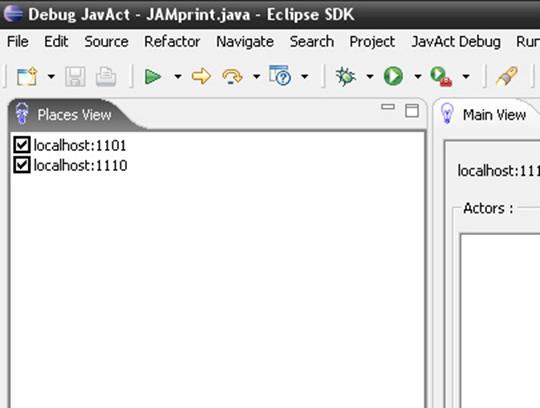 Debug JavAct - JAMprint.java - Eclipse SDK
File Edit Source Refactor Navigate Search Project JavAct Debug Run
Places View
Main View
localhost:1101
localhost:1110
localhost:111
Actors :